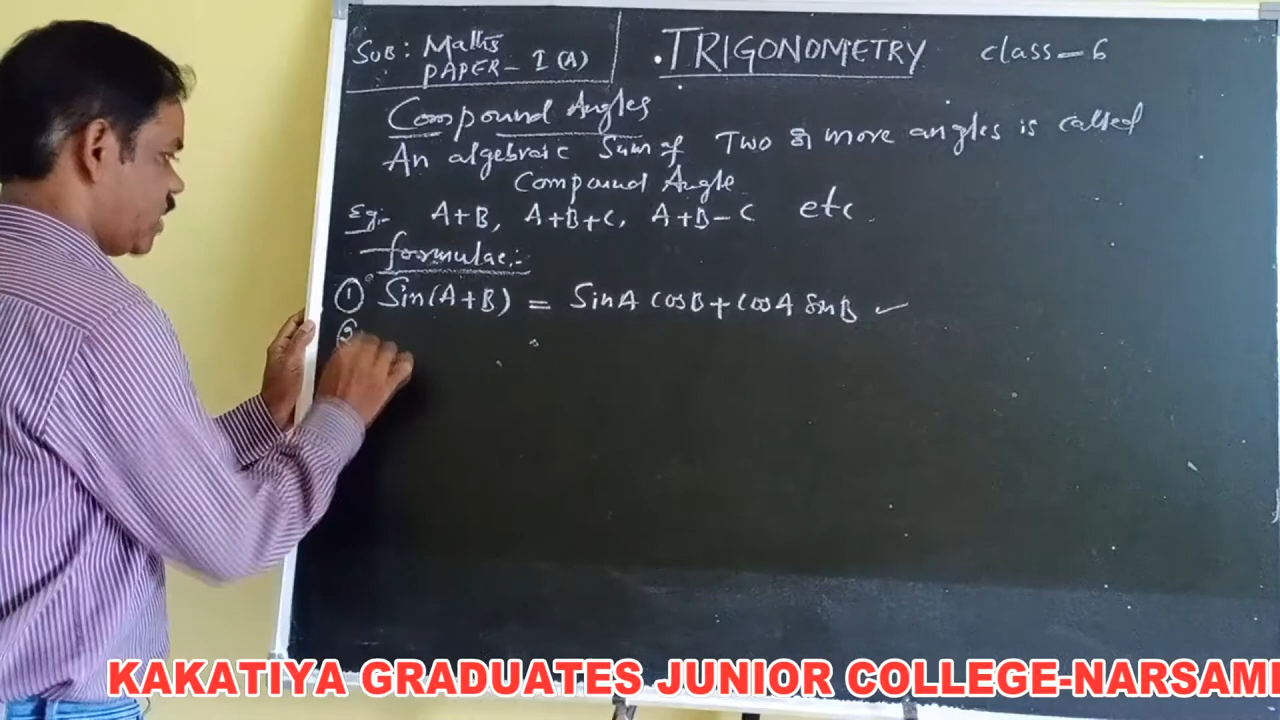 SUB: Maths
PAPER - I (A)
. TRIGONOMETRY class - 6
Compound Angles
An algebraic Sum of Two or more angles is called
Compound Angle
Eg:- A+B, A+B+C, A+B-C etc.
formulae:-
① Sin(A+B) = SinA cosB + cosA sinB ✓
②
KAKATIYA GRADUATES JUNIOR COLLEGE-NARSAM